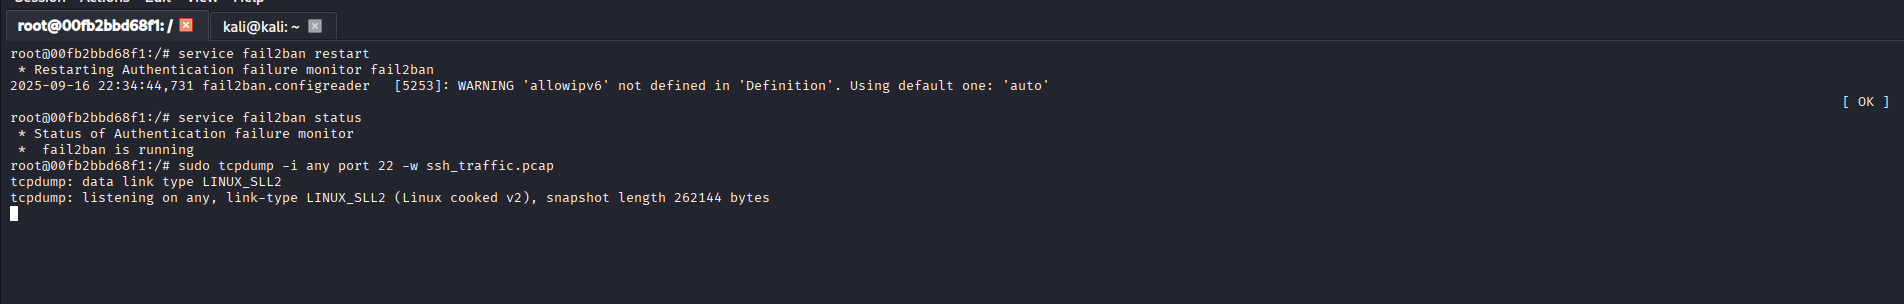 Session Actions Edit View Help
root@00fb2bbd68f1: / kali@kali: ~
root@00fb2bbd68f1:/# service fail2ban restart
 * Restarting Authentication failure monitor fail2ban
2025-09-16 22:34:44,731 fail2ban.configreader   [5253]: WARNING 'allowipv6' not defined in 'Definition'. Using default one: 'auto'
[ OK ]
root@00fb2bbd68f1:/# service fail2ban status
 * Status of Authentication failure monitor
 *  fail2ban is running
root@00fb2bbd68f1:/# sudo tcpdump -i any port 22 -w ssh_traffic.pcap
tcpdump: data link type LINUX_SLL2
tcpdump: listening on any, link-type LINUX_SLL2 (Linux cooked v2), snapshot length 262144 bytes